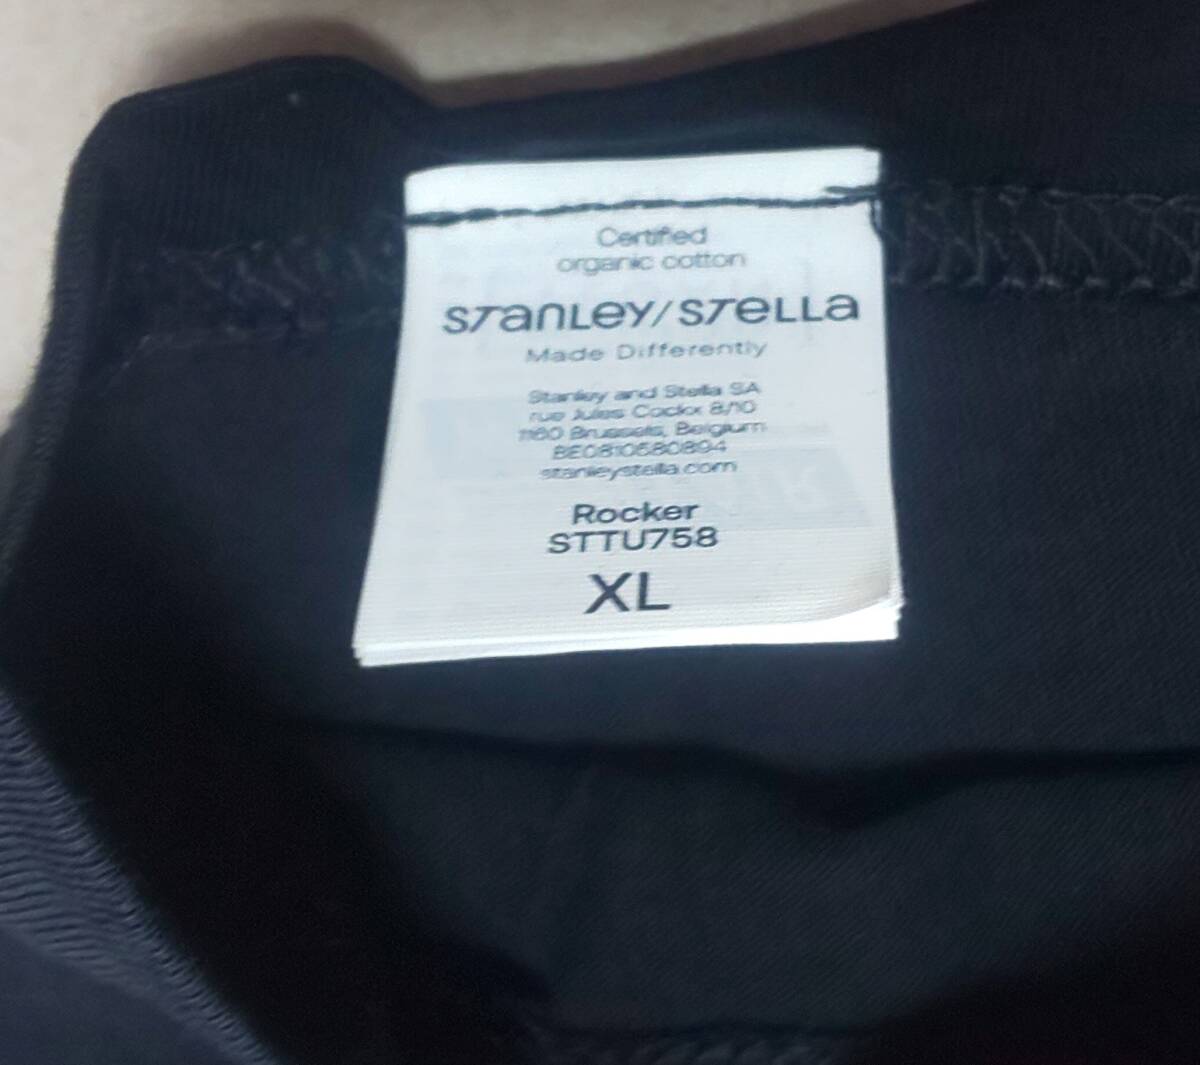 Certified
organic cotton
STANLEY/STELLA
Made Differently
Stanley and Stella SA
rue Jules Cockx 8/10
1160 Brussels, Belgium
BE0810580894
stanleystella.com
Rocker
STTU758
XL